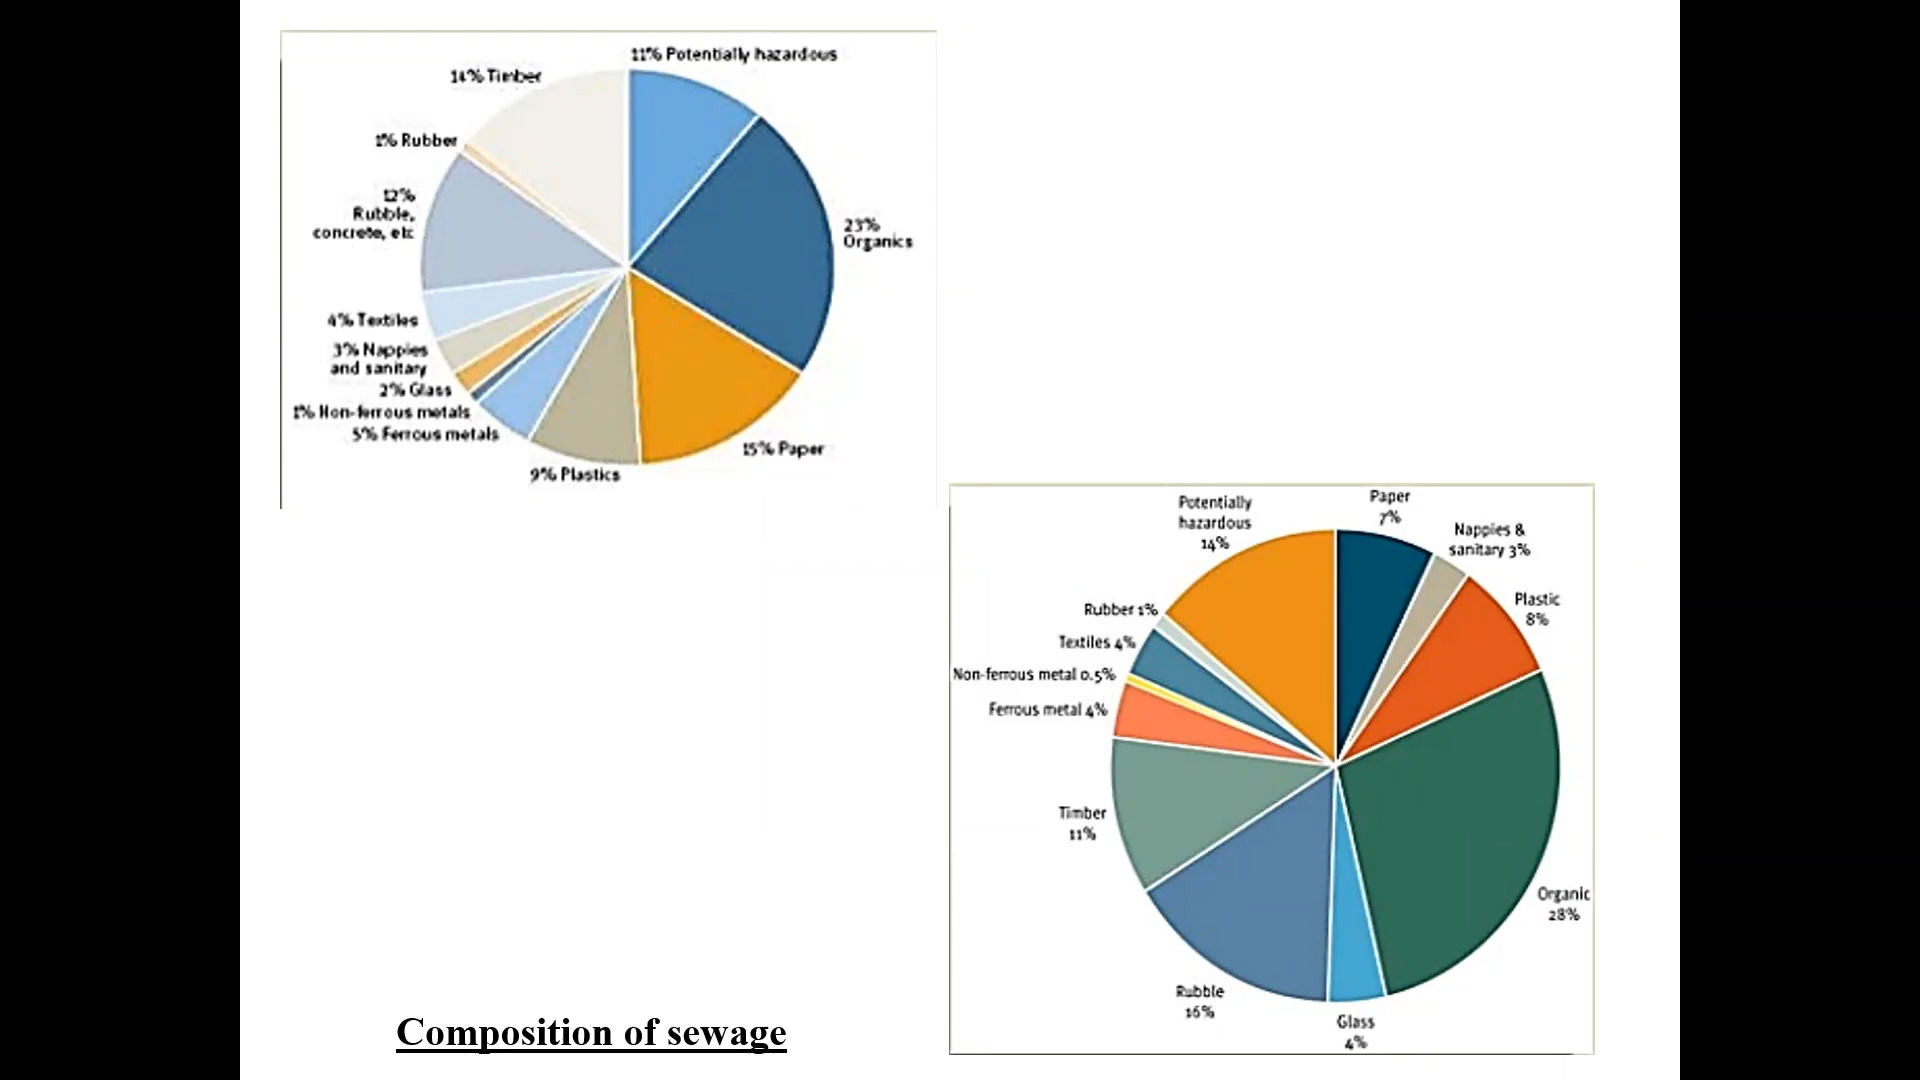 11% Potentially hazardous
14% Timber
1% Rubber
12%
Rubble,
concrete, etc
23%
Organics
4% Textiles
3% Nappies
and sanitary
2% Glass
1% Non-ferrous metals
5% Ferrous metals
15% Paper
9% Plastics
Paper
7%
Potentially
hazardous
14%
Nappies &
sanitary 3%
Plastic
8%
Rubber 1%
Textiles 4%
Non-ferrous metal 0.5%
Ferrous metal 4%
Timber
11%
Organic
28%
Rubble
16%
Glass
4%
Composition of sewage